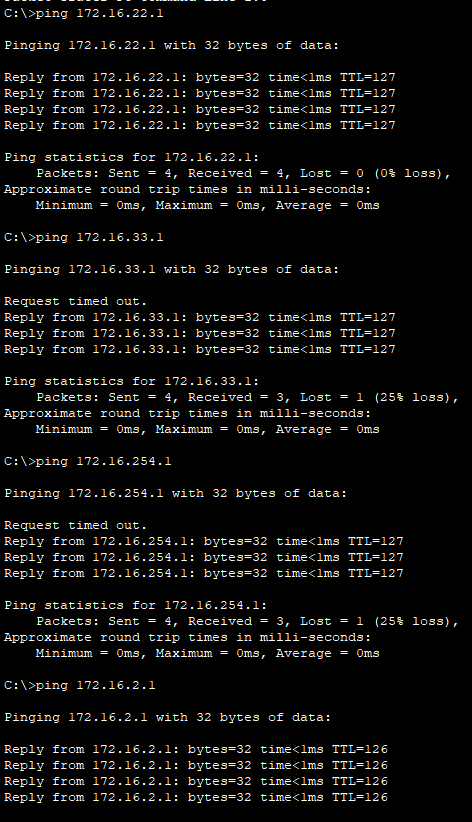 C:\>ping 172.16.22.1
Pinging 172.16.22.1 with 32 bytes of data:
Reply from 172.16.22.1: bytes=32 time<1ms TTL=127
Reply from 172.16.22.1: bytes=32 time<1ms TTL=127
Reply from 172.16.22.1: bytes=32 time<1ms TTL=127
Reply from 172.16.22.1: bytes=32 time<1ms TTL=127
Ping statistics for 172.16.22.1:
Packets: Sent = 4, Received = 4, Lost = 0 (0% loss),
Approximate round trip times in milli-seconds:
Minimum = 0ms, Maximum = 0ms, Average = 0ms
C:\>ping 172.16.33.1
Pinging 172.16.33.1 with 32 bytes of data:
Request timed out.
Reply from 172.16.33.1: bytes=32 time<1ms TTL=127
Reply from 172.16.33.1: bytes=32 time<1ms TTL=127
Reply from 172.16.33.1: bytes=32 time<1ms TTL=127
Ping statistics for 172.16.33.1:
Packets: Sent = 4, Received = 3, Lost = 1 (25% loss),
Approximate round trip times in milli-seconds:
Minimum = 0ms, Maximum = 0ms, Average = 0ms
C:\>ping 172.16.254.1
Pinging 172.16.254.1 with 32 bytes of data:
Request timed out.
Reply from 172.16.254.1: bytes=32 time<1ms TTL=127
Reply from 172.16.254.1: bytes=32 time<1ms TTL=127
Reply from 172.16.254.1: bytes=32 time<1ms TTL=127
Ping statistics for 172.16.254.1:
Packets: Sent = 4, Received = 3, Lost = 1 (25% loss),
Approximate round trip times in milli-seconds:
Minimum = 0ms, Maximum = 0ms, Average = 0ms
C:\>ping 172.16.2.1
Pinging 172.16.2.1 with 32 bytes of data:
Reply from 172.16.2.1: bytes=32 time<1ms TTL=126
Reply from 172.16.2.1: bytes=32 time<1ms TTL=126
Reply from 172.16.2.1: bytes=32 time<1ms TTL=126
Reply from 172.16.2.1: bytes=32 time<1ms TTL=126